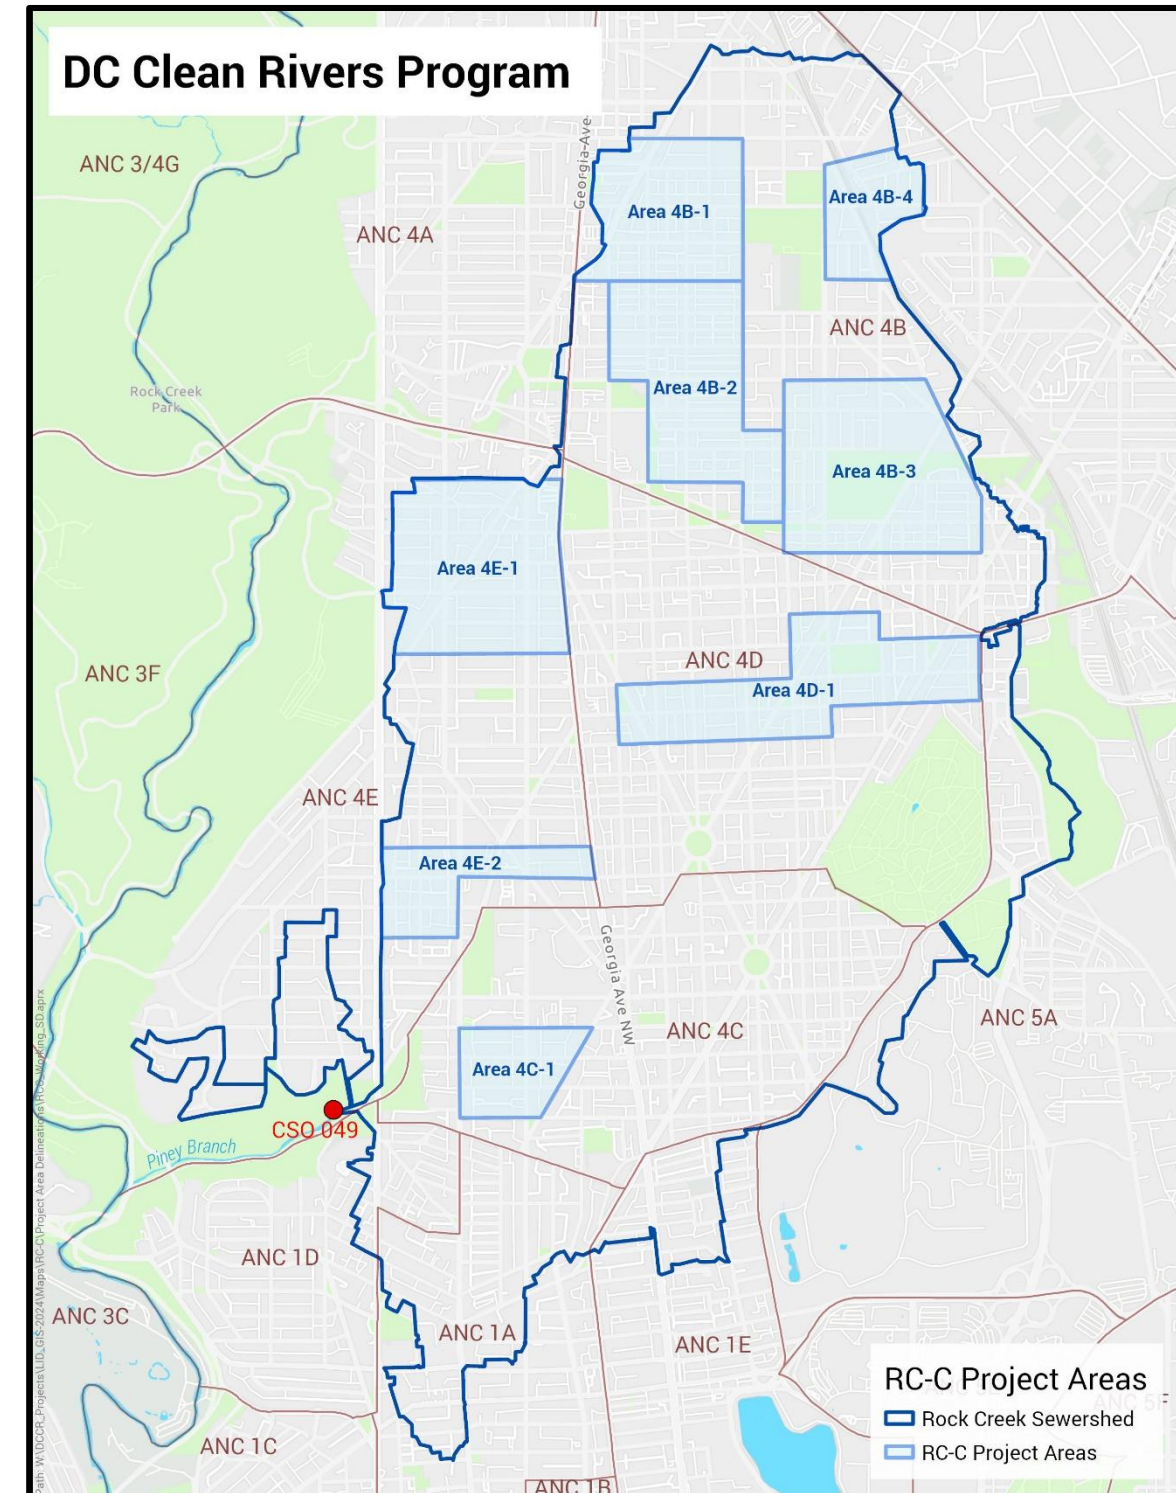 DC Clean Rivers Program
ANC 3/4G
Georgia Ave
Area 4B-1
Area 4B-4
ANC 4A
ANC 4B
Rock Creek
Park
Area 4B-2
Area 4B-3
Area 4E-1
ANC 3F
ANC 4D
Area 4D-1
ANC 4E
Area 4E-2
Georgia Ave NW
ANC 4C
ANC 5A
Area 4C-1
CSO 049
Piney Branch
ANC 1D
ANC 3C
ANC 1A
ANC 1E
RC-C Project Areas
Rock Creek Sewershed
RC-C Project Areas
ANC 1C
ANC 1B